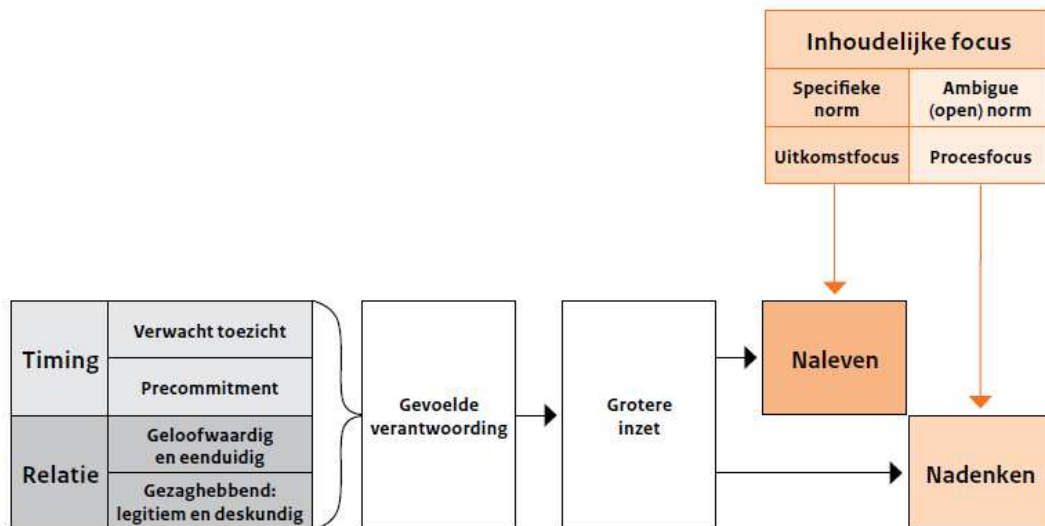 Inhoudelijke focus
Specifieke
norm
Ambigue
(open) norm
Uitkomstfocus
Procesfocus
Timing
Verwacht toezicht
Precommitment
Relatie
Geloofwaardig
en eenduidig
Gezaghebbend:
legitiem en deskundig
Gevoelde
verantwoording
Grotere
inzet
Naleven
Nadenken